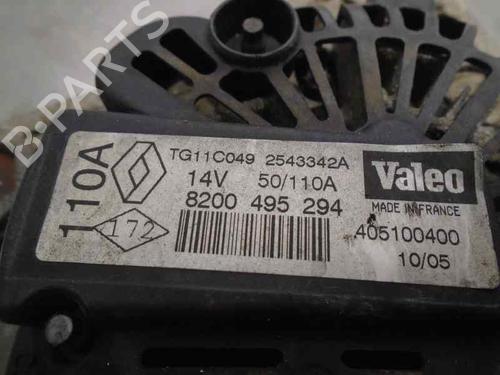 B-PARTS
TG11C049 2543342A
14V 50/110A
8200 495 294
110A
172
Valeo
MADE IN FRANCE
405100400
10/05